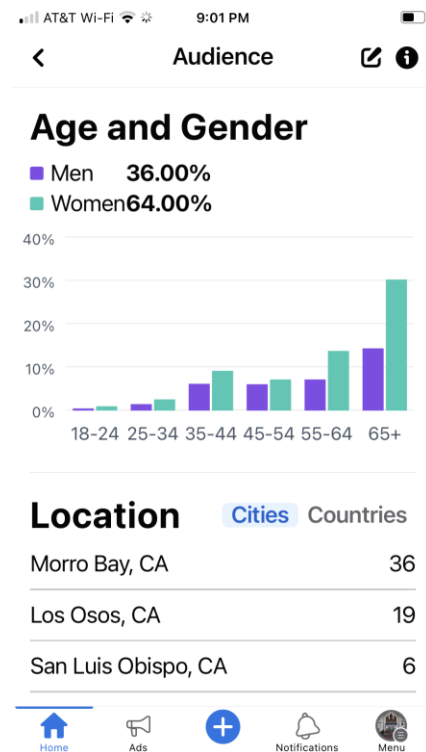 AT&T Wi-Fi 9:01 PM
Audience
Age and Gender
Men 36.00%
Women 64.00%
40%
30%
20%
10%
0%
18-24 25-34 35-44 45-54 55-64 65+
Location Cities Countries
Morro Bay, CA 36
Los Osos, CA 19
San Luis Obispo, CA 6
Home Ads Notifications Menu